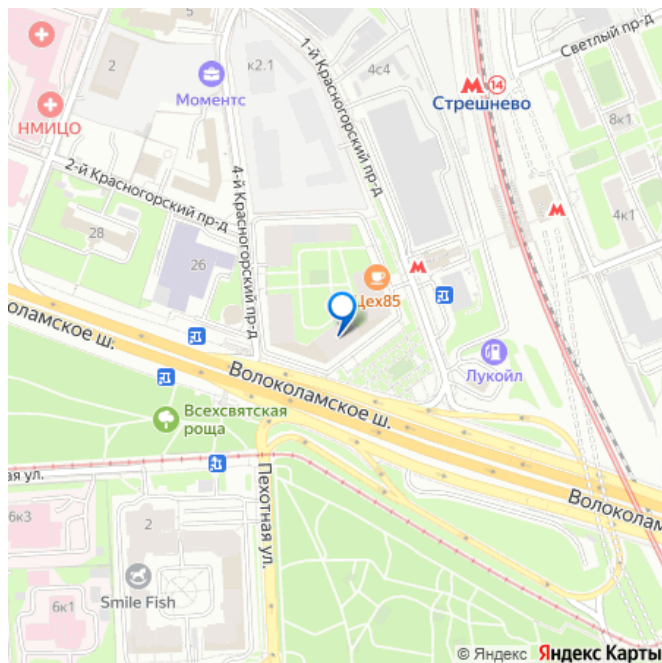 Светлый пр-д
1-й Красногорский пр-д
2
к2.1
4с4
14
Моментс
Стрешнево
НМИЦО
8к1
2-й Красногорский пр-д
4-й Красногорский пр-д
28
26
4к1
Цех85
Волоколамское ш.
коламское ш.
Лукойл
Всехсвятская
роща
ая ул.
Пехотная ул.
Волоколам
6к3
2
Smile Fish
6к1
© Яндекс Яндекс Карты